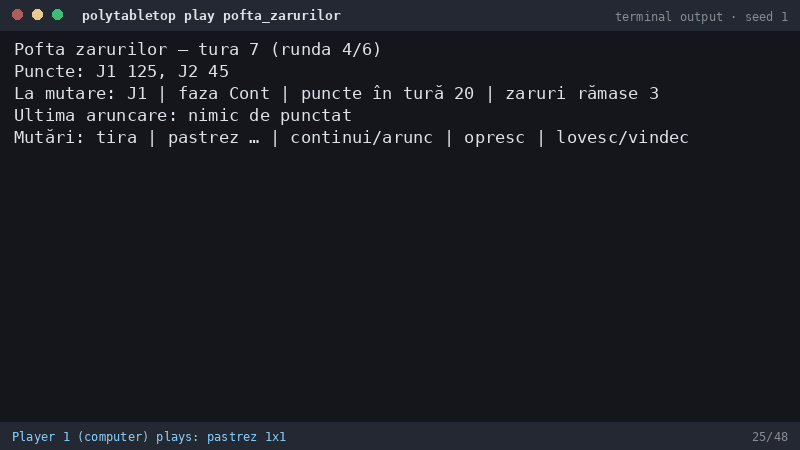 polytabletop play pofta_zarurilor
terminal output · seed 1
Pofta zarurilor — tura 7 (runda 4/6)
Puncte: J1 125, J2 45
La mutare: J1 | faza Cont | puncte în tură 20 | zaruri rămase 3
Ultima aruncare: nimic de punctat
Mutări: tira | pastrez … | continui/arunc | opresc | lovesc/vindec
Player 1 (computer) plays: pastrez 1x1
25/48